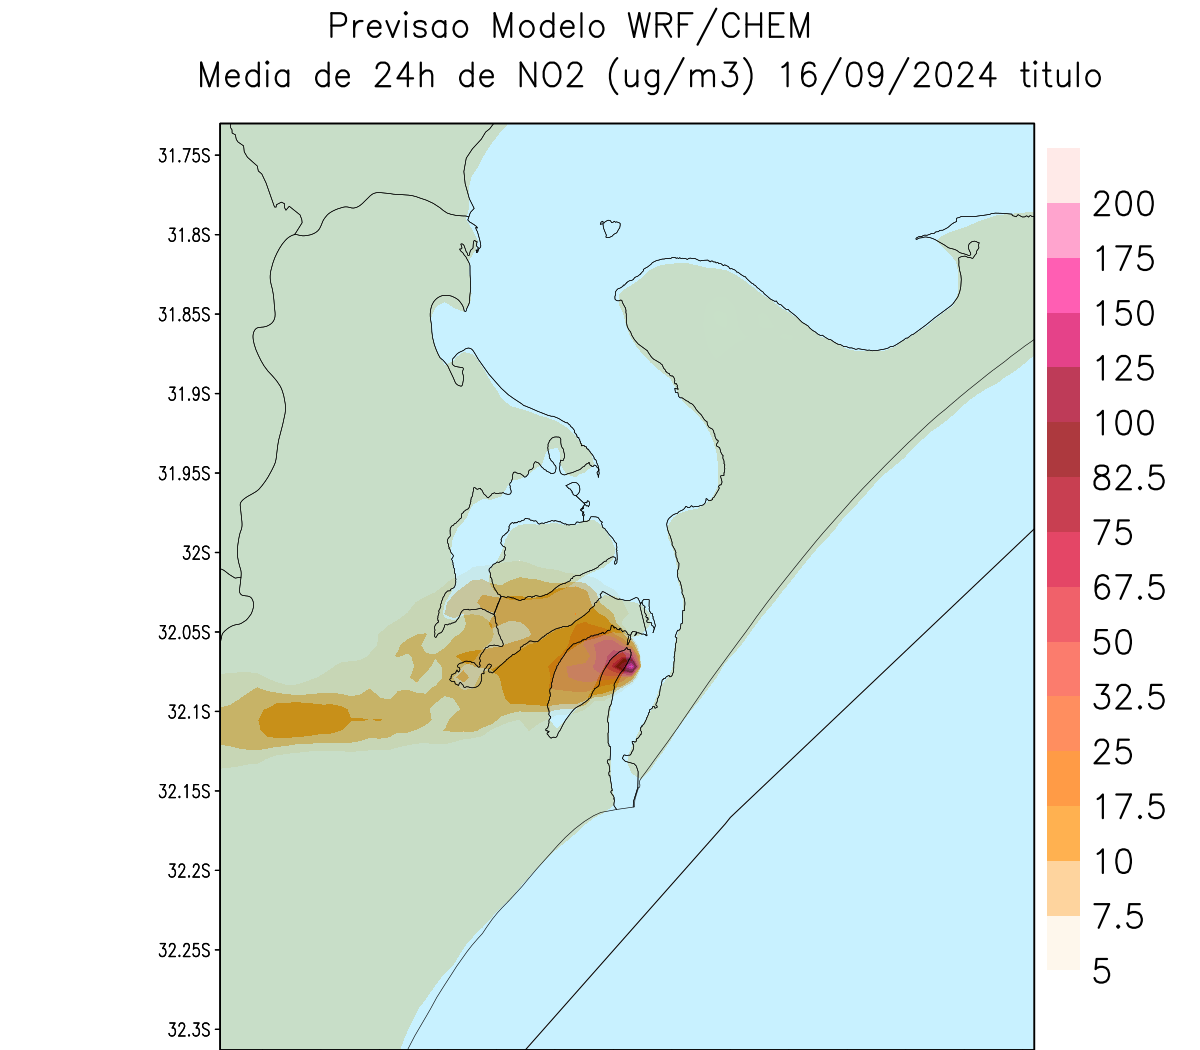 Previsao Modelo WRF/CHEM
Media de 24h de NO2 (ug/m3) 16/09/2024 titulo
31.75S
31.8S
31.85S
31.9S
31.95S
32S
32.05S
32.1S
32.15S
32.2S
32.25S
32.3S
200
175
150
125
100
82.5
75
67.5
50
32.5
25
17.5
10
7.5
5